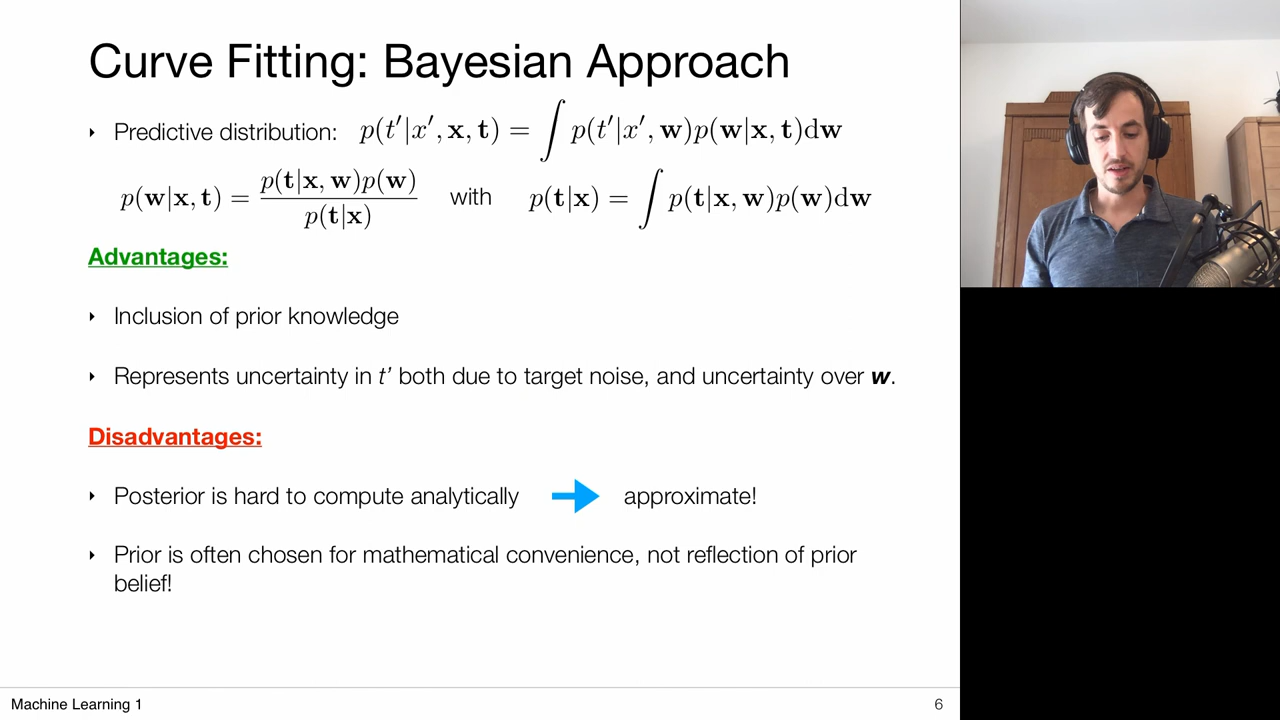 Curve Fitting: Bayesian Approach
‣ Predictive distribution: p(t′|x′, x, t) = ∫ p(t′|x′, w)p(w|x, t)dw
p(w|x, t) = p(t|x, w)p(w) / p(t|x) with p(t|x) = ∫ p(t|x, w)p(w)dw
Advantages:
‣ Inclusion of prior knowledge
‣ Represents uncertainty in t’ both due to target noise, and uncertainty over w.
Disadvantages:
‣ Posterior is hard to compute analytically → approximate!
‣ Prior is often chosen for mathematical convenience, not reflection of prior
belief!
Machine Learning 1 6